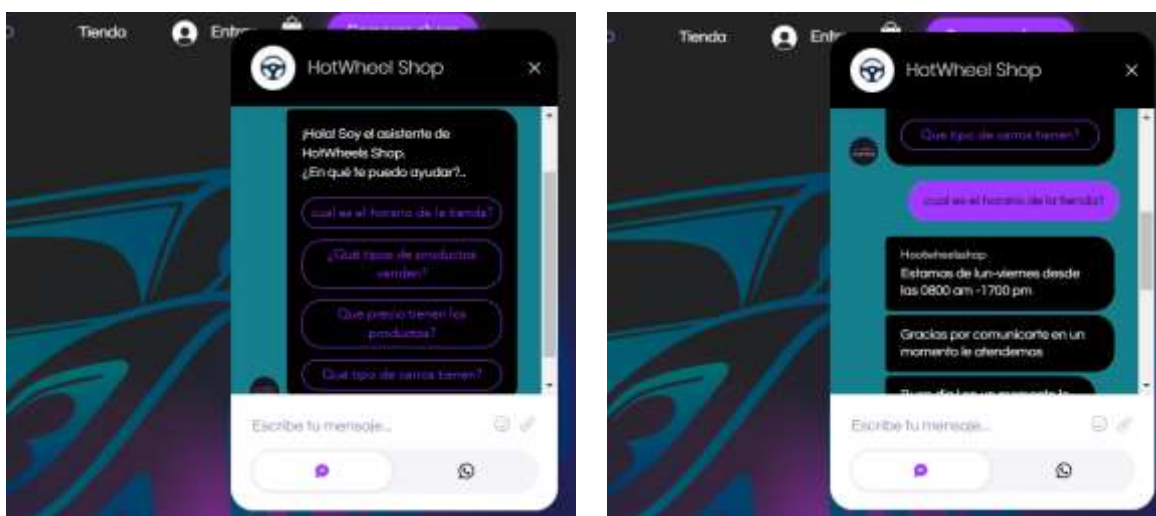 Tienda
HotWheel Shop
¡Hola! Soy el asistente de
HotWheels Shop.
¿En qué te puedo ayudar?..
cual es el horario de la tienda?
¿Qué tipos de productos
venden?
Que precio tienen los
productos?
Que tipo de carros tienen?
Escribe tu mensaje...
Tienda
HotWheel Shop
Que tipo de carros tienen?
cual es el horario de la tienda?
Hootwheelsshop
Estamos de lun-viernes desde
las 0800 am -1700 pm
Gracias por comunicarte en un
momento le atendemos
Escribe tu mensaje...